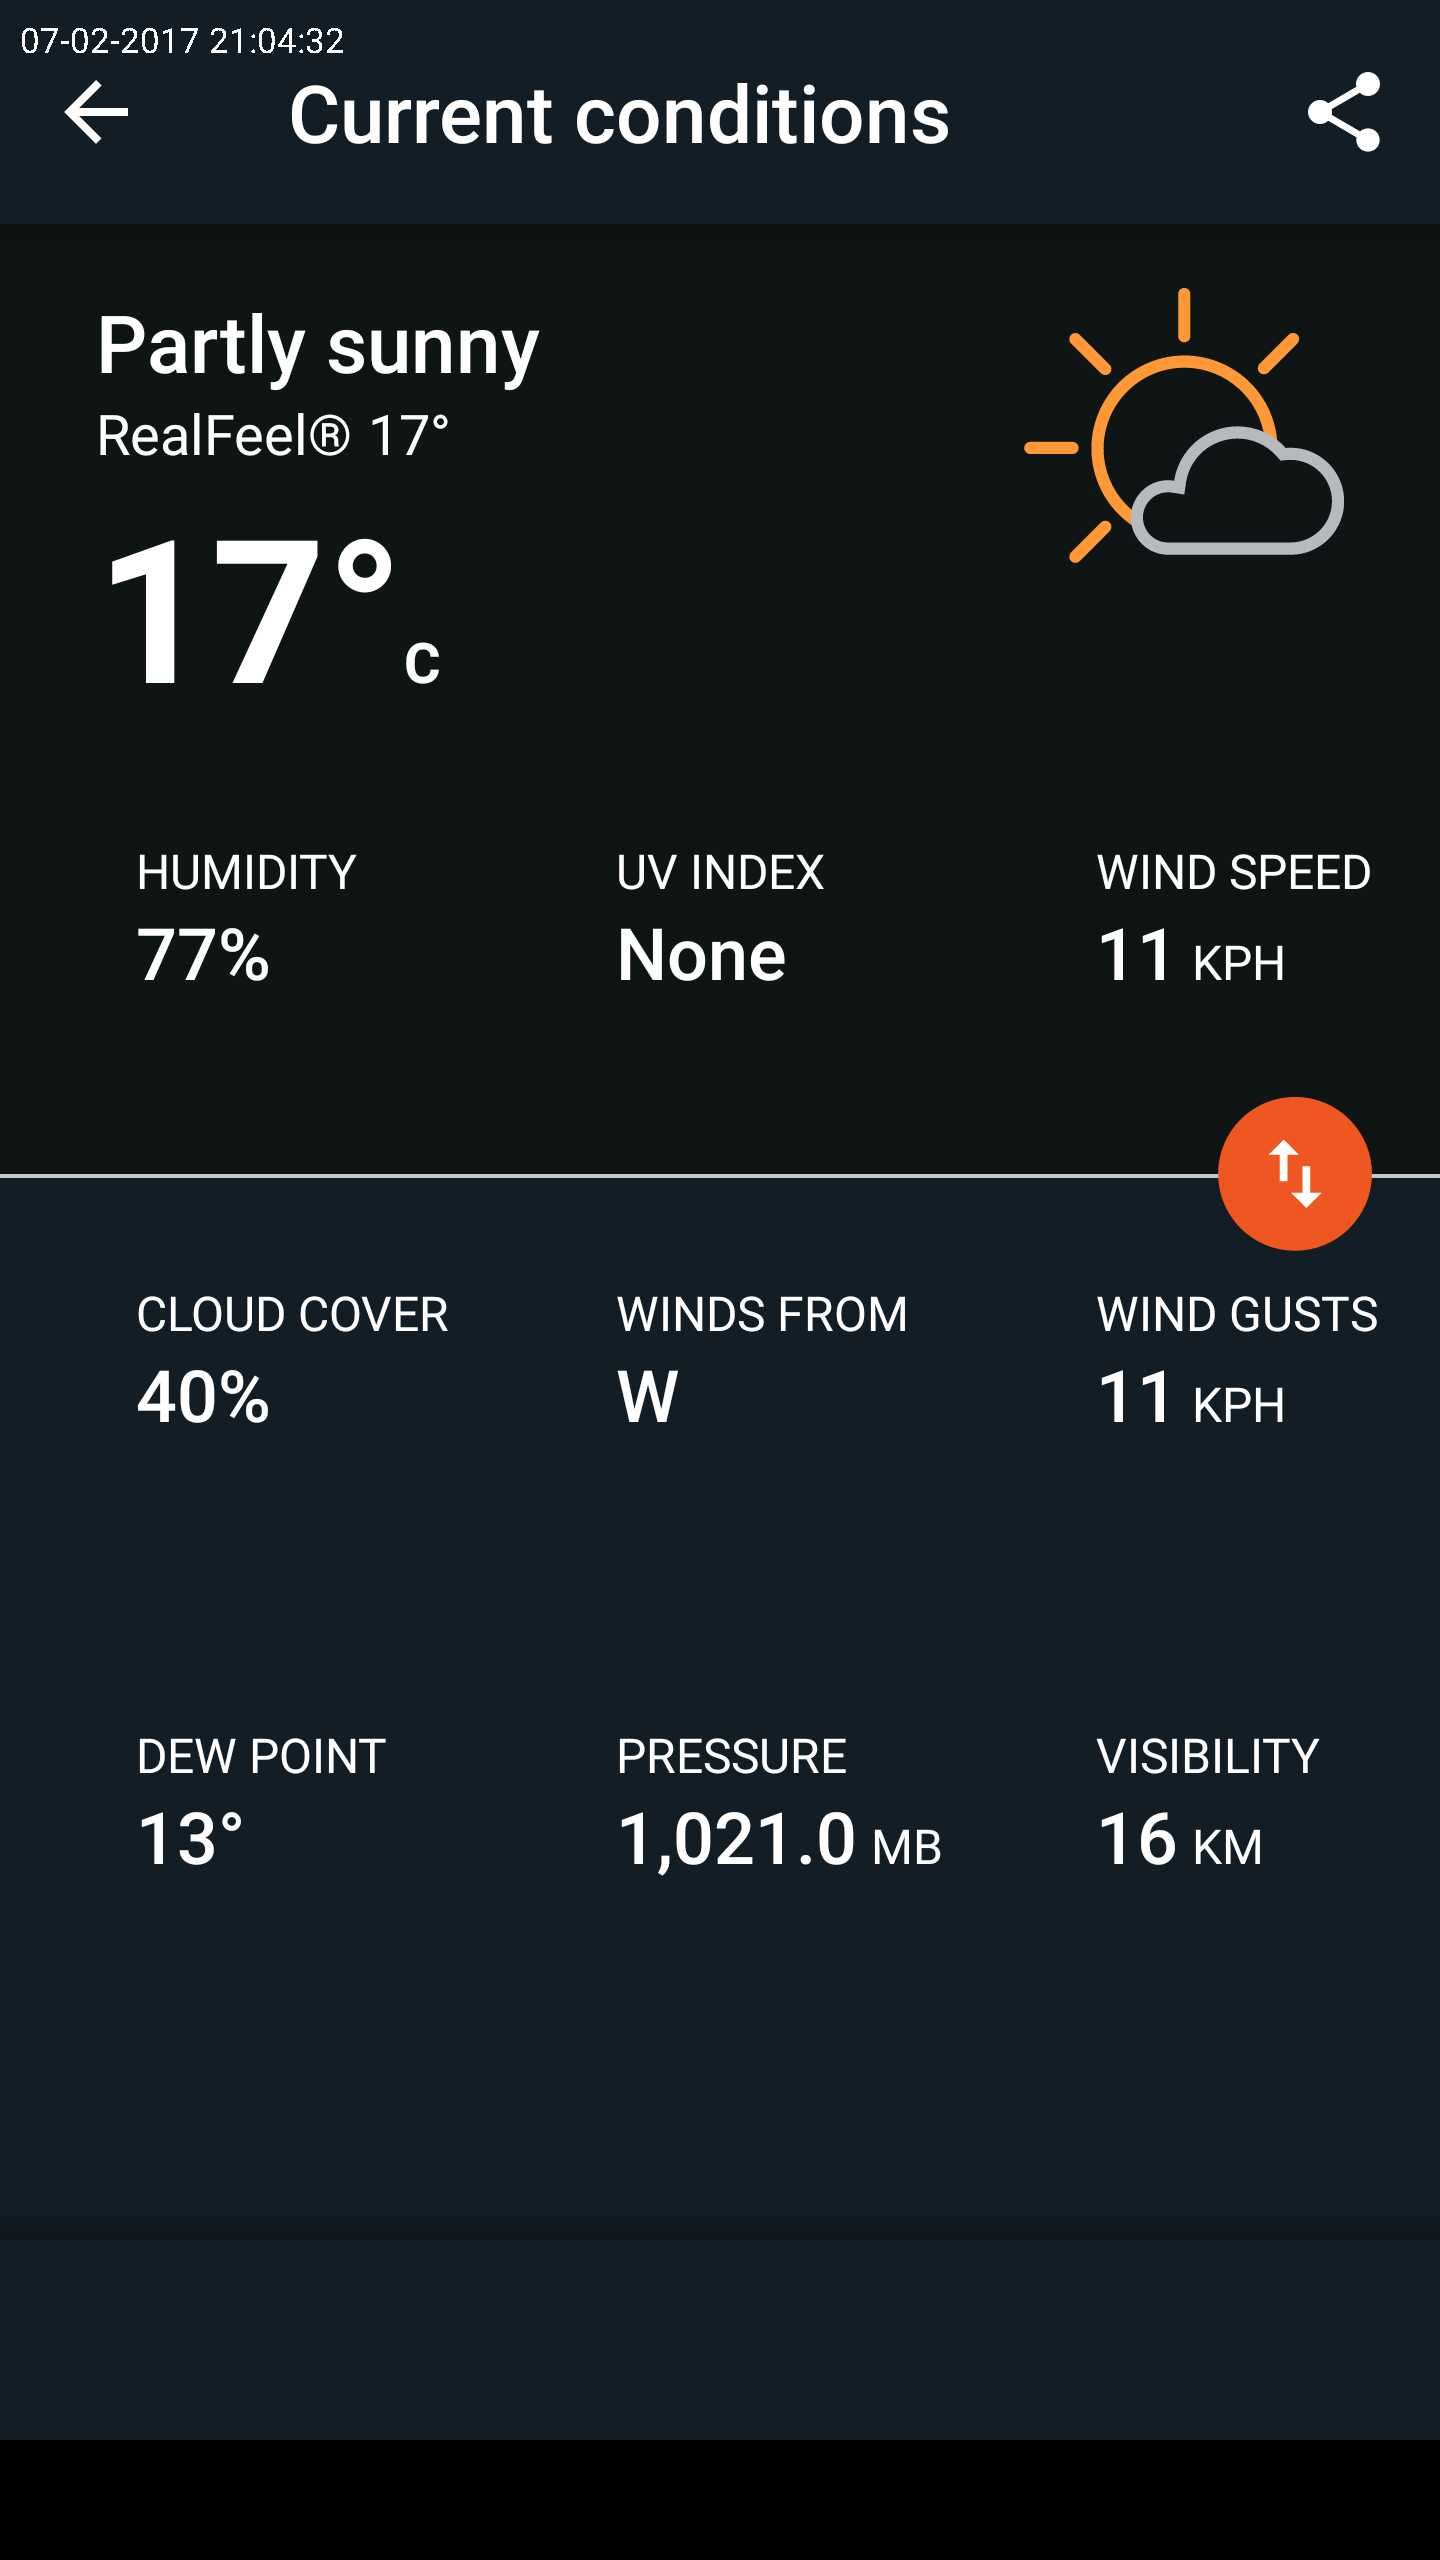 07-02-2017 21:04:32
Current conditions
Partly sunny
RealFeel® 17°
17° C
HUMIDITY UV INDEX WIND SPEED
77% None 11 KPH
CLOUD COVER WINDS FROM WIND GUSTS
40% W 11 KPH
DEW POINT PRESSURE VISIBILITY
13° 1,021.0 MB 16 KM